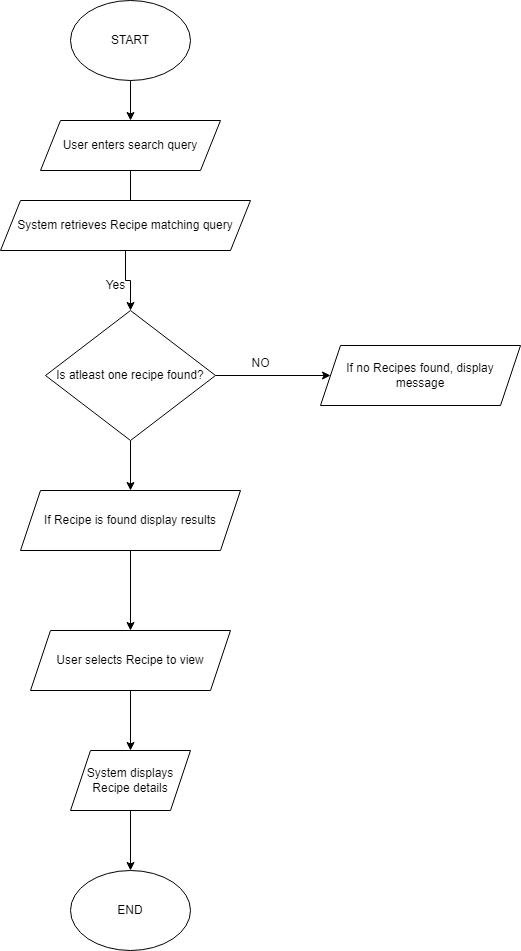 START
User enters search query
System retrieves Recipe matching query
Yes
Is atleast one recipe found?
NO
If no Recipes found, display
message
If Recipe is found display results
User selects Recipe to view
System displays
Recipe details
END